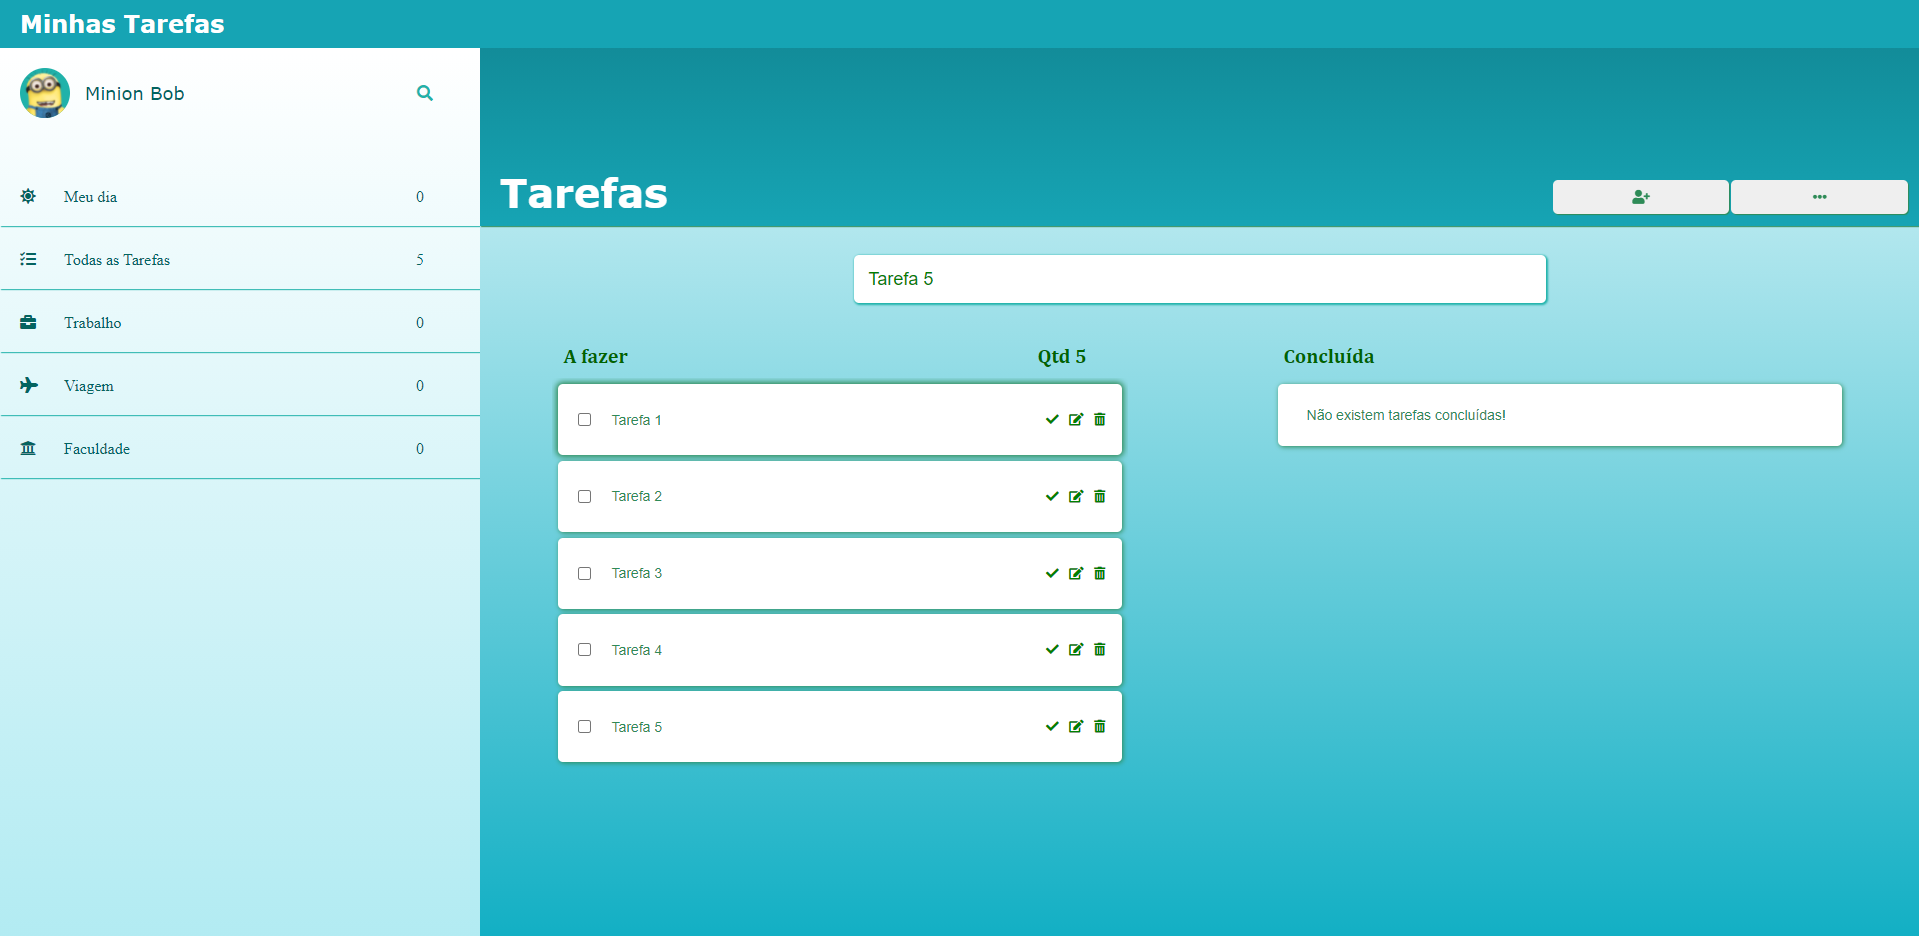 Minhas Tarefas
Minion Bob
Meu dia 0
Todas as Tarefas 5
Trabalho 0
Viagem 0
Faculdade 0
Tarefas
Tarefa 5
A fazer Qtd 5
Tarefa 1
Tarefa 2
Tarefa 3
Tarefa 4
Tarefa 5
Concluída
Não existem tarefas concluídas!